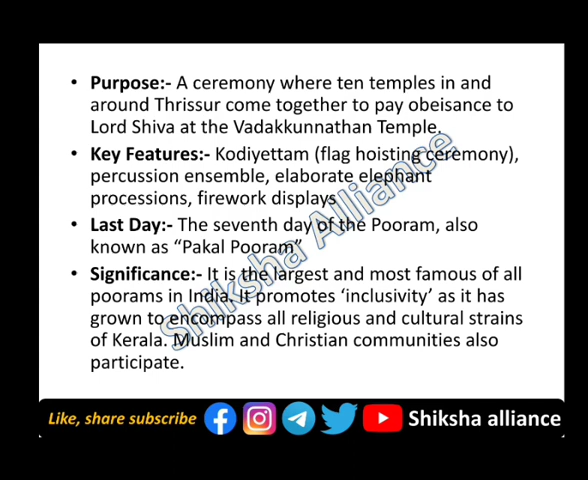 • Purpose:- A ceremony where ten temples in and
around Thrissur come together to pay obeisance to
Lord Shiva at the Vadakkunnathan Temple.
• Key Features:- Kodiyettam (flag hoisting ceremony),
percussion ensemble, elaborate elephant
processions, firework displays
• Last Day:- The seventh day of the Pooram, also
known as “Pakal Pooram”
• Significance:- It is the largest and most famous of all
poorams in India. It promotes ‘inclusivity’ as it has
grown to encompass all religious and cultural strains
of Kerala. Muslim and Christian communities also
participate.
Shiksha Alliance
Like, share subscribe Shiksha alliance